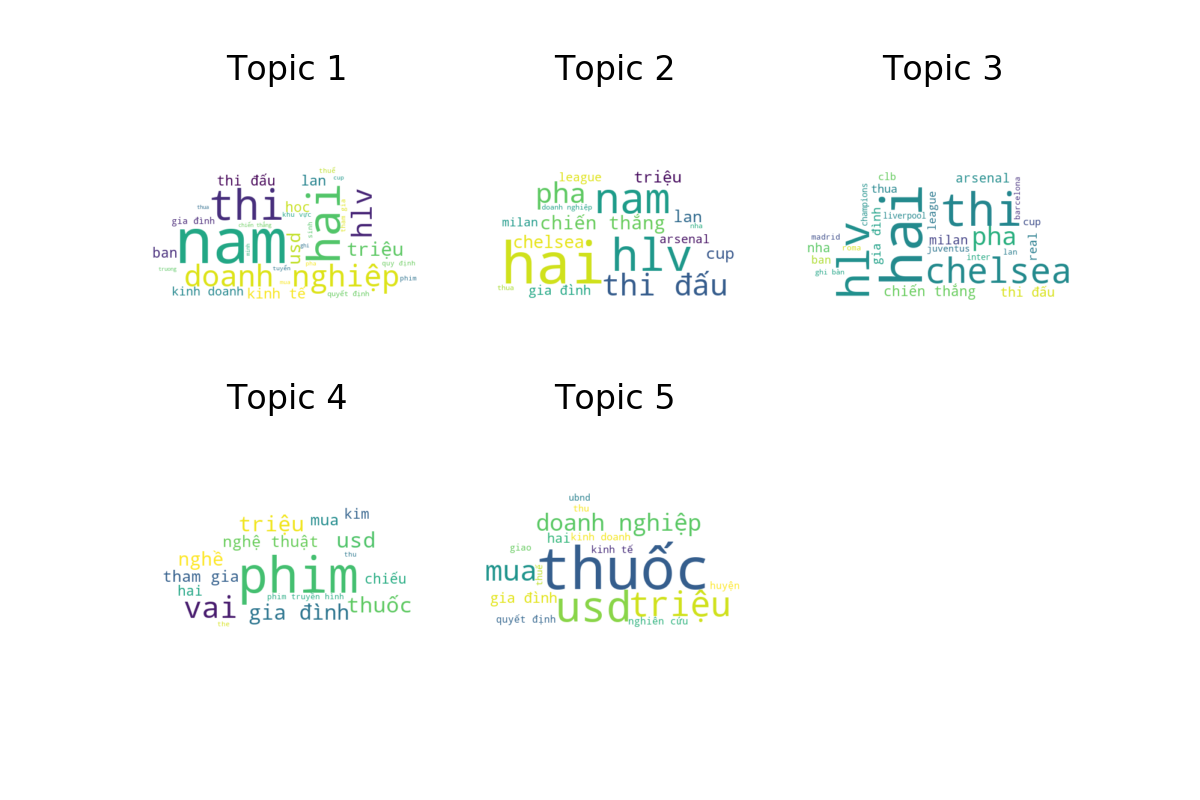 Topic 1
Topic 2
Topic 3
thuế
thi đấu
lan
cup
thi
hai
hlv
học
khu vực
tham gia
gia đình
chiến thắng
nam
usd
ban
triệu
tuyển
doanh nghiệp
quy định
phim
kinh doanh
kinh tế
quyết định
league
triệu
pha
nam
doanh nghiệp
milan
chiến thắng
lan
nha
chelsea
arsenal
hai
hlv
cup
thua
gia đình
thi đấu
clb
arsenal
thua
champions
barcelona
liverpool
league
thi
cup
gia đình
hai
hlv
madrid
milan
pha
real
nha
roma
juventus
inter
lan
ban
chelsea
ghi bàn
chiến thắng
thi đấu
Topic 4
Topic 5
kim
triệu
mua
nghệ thuật
usd
thu
nghề
phim
tham gia
chiếu
hai
phim truyền hình
vai
gia đình
thuốc
the
ubnd
thu
doanh nghiệp
hai
kinh doanh
giao
kinh tế
thuốc
mua
thuế
huyện
gia đình
usd
triệu
quyết định
nghiên cứu